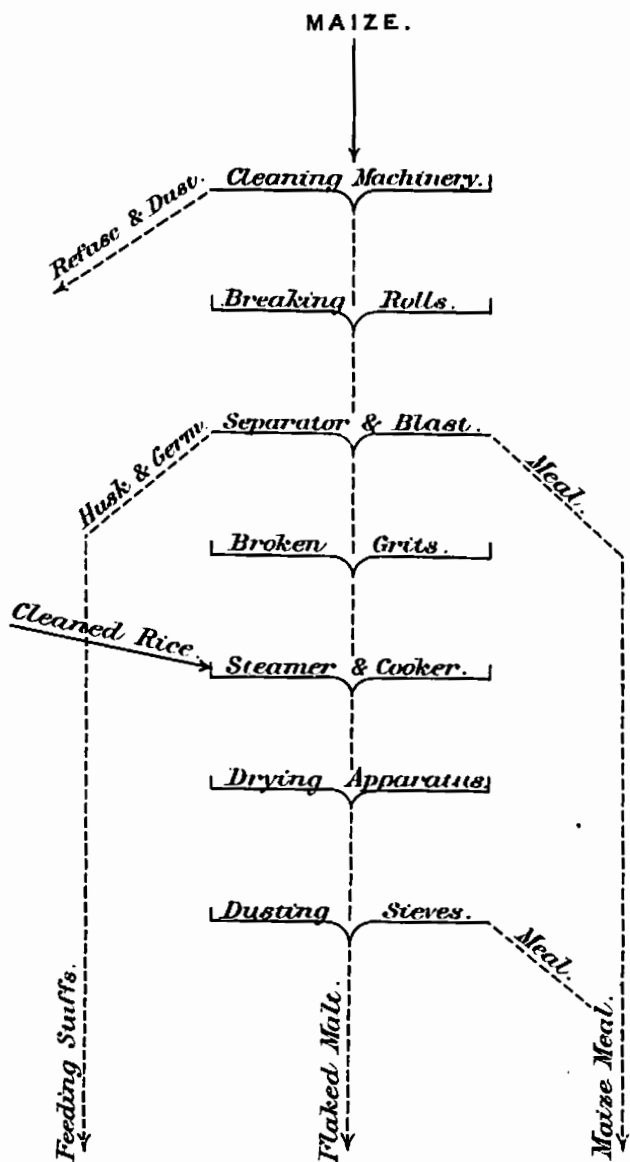 MAIZE.
Cleaning Machinery.
Refuse & Dust.
Breaking Rolls.
Separator & Blast.
Husk & Germ.
Meal.
Broken Grits.
Cleaned Rice.
Steamer & Cooker.
Drying Apparatus.
Dusting Sieves.
Meal.
Feeding Stuffs.
Flaked Malt.
Maize Meal.